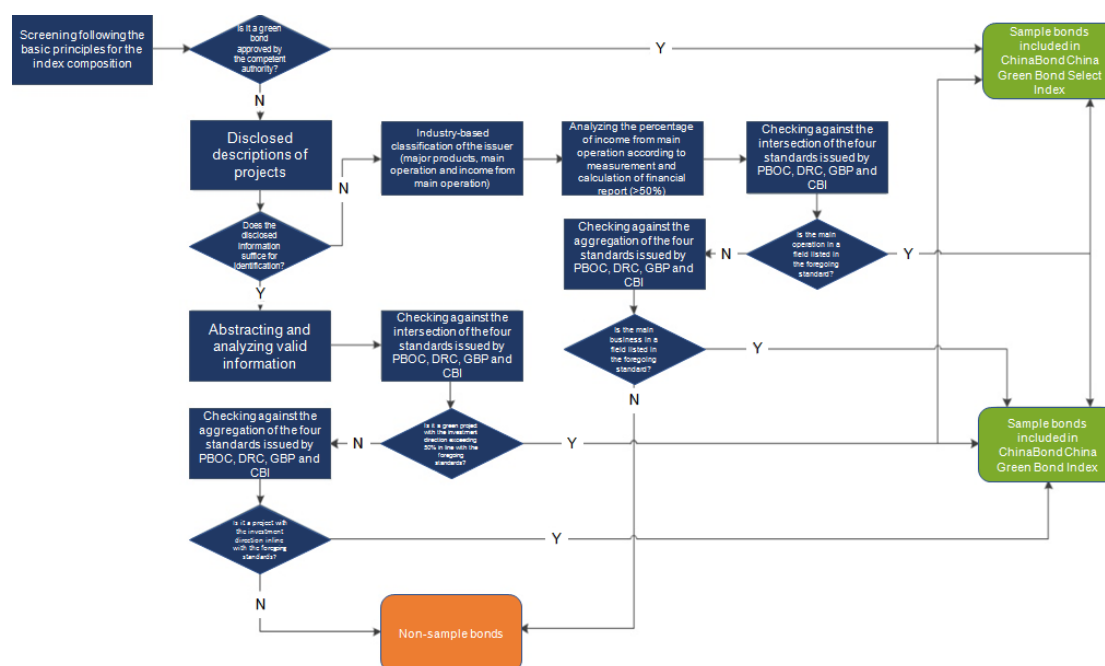 Screening following the
basic principles for the
index composition
Is it a green
bond
approved by
the competent
authority?
Y
Sample bonds
included in
ChinaBond China
Green Bond Select
Index
N
Disclosed
descriptions of
projects
N
Industry-based
classification of the issuer
(major products, main
operation and income from
main operation)
Analyzing the percentage
of income from main
operation according to
measurement and
calculation of financial
report (>50%)
Checking against the
intersection of the four
standards issued by
PBOC, DRC, GBP and
CBI
Does the
disclosed
information
suffice for
identification?
Checking against the
aggregation of the four
standards issued by
PBOC, DRC, GBP and
CBI
N
Is the main
operation in a
field listed in
the foregoing
standard?
Y
Y
Abstracting and
analyzing valid
information
Checking against the
intersection of the four
standards issued by
PBOC, DRC, GBP and
CBI
Is the main
business in a
field listed in
the foregoing
standard?
Y
N
Checking against the
aggregation of the four
standards issued by
PBOC, DRC, GBP and
CBI
N
Is it a green project
with the investment
direction exceeding
50% in line with the
foregoing
standards?
Y
Sample bonds
included in
ChinaBond China
Green Bond Index
Is it a project with
the investment
direction inline
with the foregoing
standards?
Y
N
Non-sample bonds